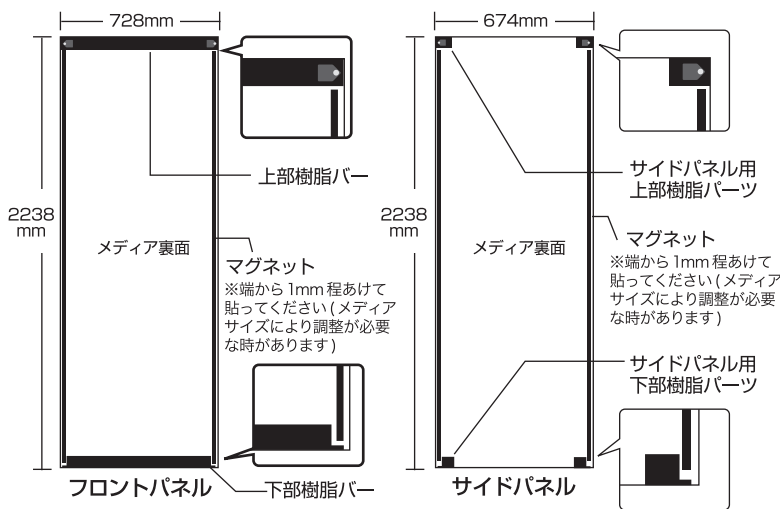 728mm
上部樹脂バー
2238
mm
メディア裏面
マグネット
※端から1mm程あけて
貼ってください(メディア
サイズにより調整が必要
な時があります)
フロントパネル
下部樹脂バー
674mm
サイドパネル用
上部樹脂パーツ
2238
mm
メディア裏面
マグネット
※端から1mm程あけて
貼ってください(メディア
サイズにより調整が必要
な時があります)
サイドパネル用
下部樹脂パーツ
サイドパネル